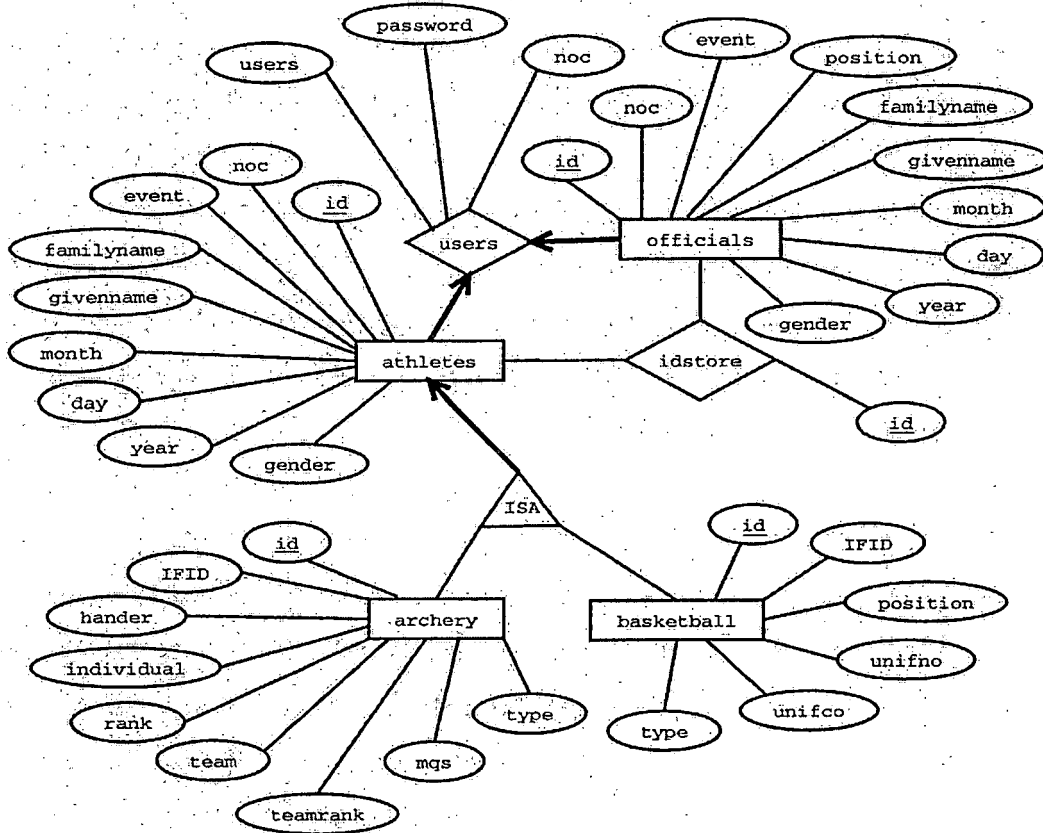 password
event
users
noc
position
familyname
noc
noc
givenname
id
event
id
month
users
officials
familyname
day
givenname
year
gender
month
athletes
idstore
day
id
year
gender
ISA
id
id
IFID
IFID
position
hander
archery
basketball
unifno
individual
unifco
type
rank
type
team
mqs
teamrank